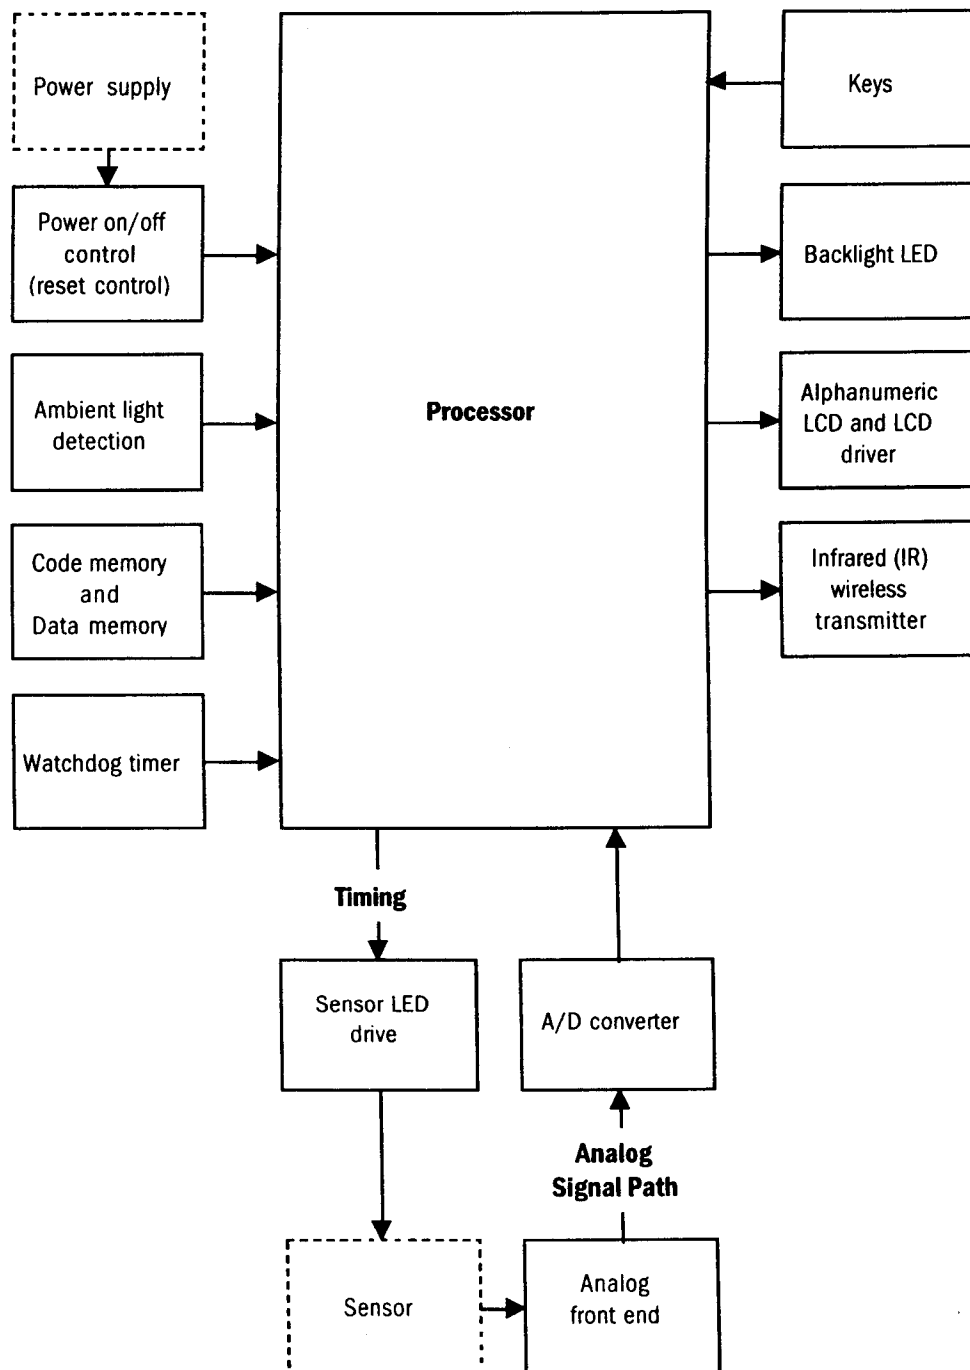 Power supply
Keys
Power on/off
control
(reset control)
Backlight LED
Ambient light
detection
Processor
Alphanumeric
LCD and LCD
driver
Code memory
and
Data memory
Infrared (IR)
wireless
transmitter
Watchdog timer
Timing
Sensor LED
drive
A/D converter
Analog
Signal Path
Sensor
Analog
front end